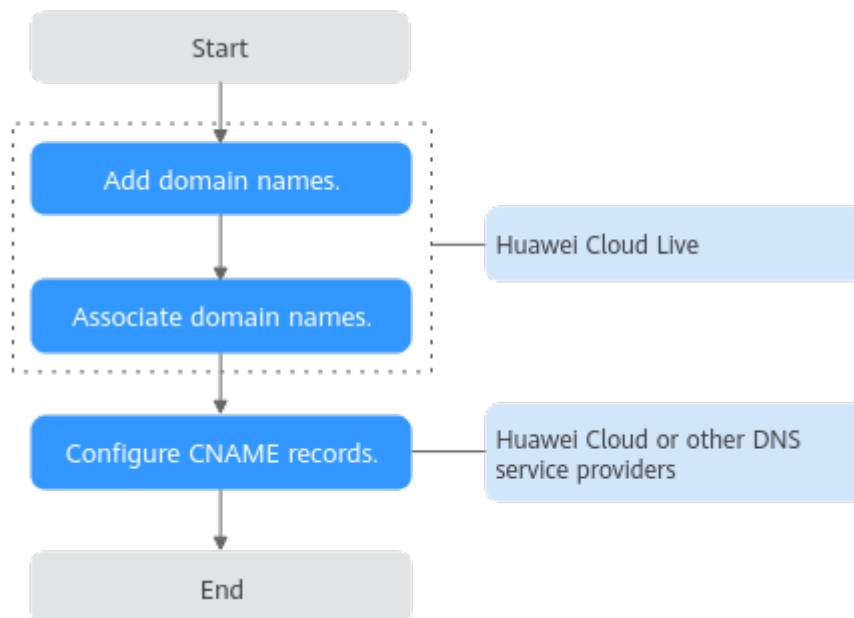 Start
Add domain names.
Huawei Cloud Live
Associate domain names.
Configure CNAME records.
Huawei Cloud or other DNS
service providers
End